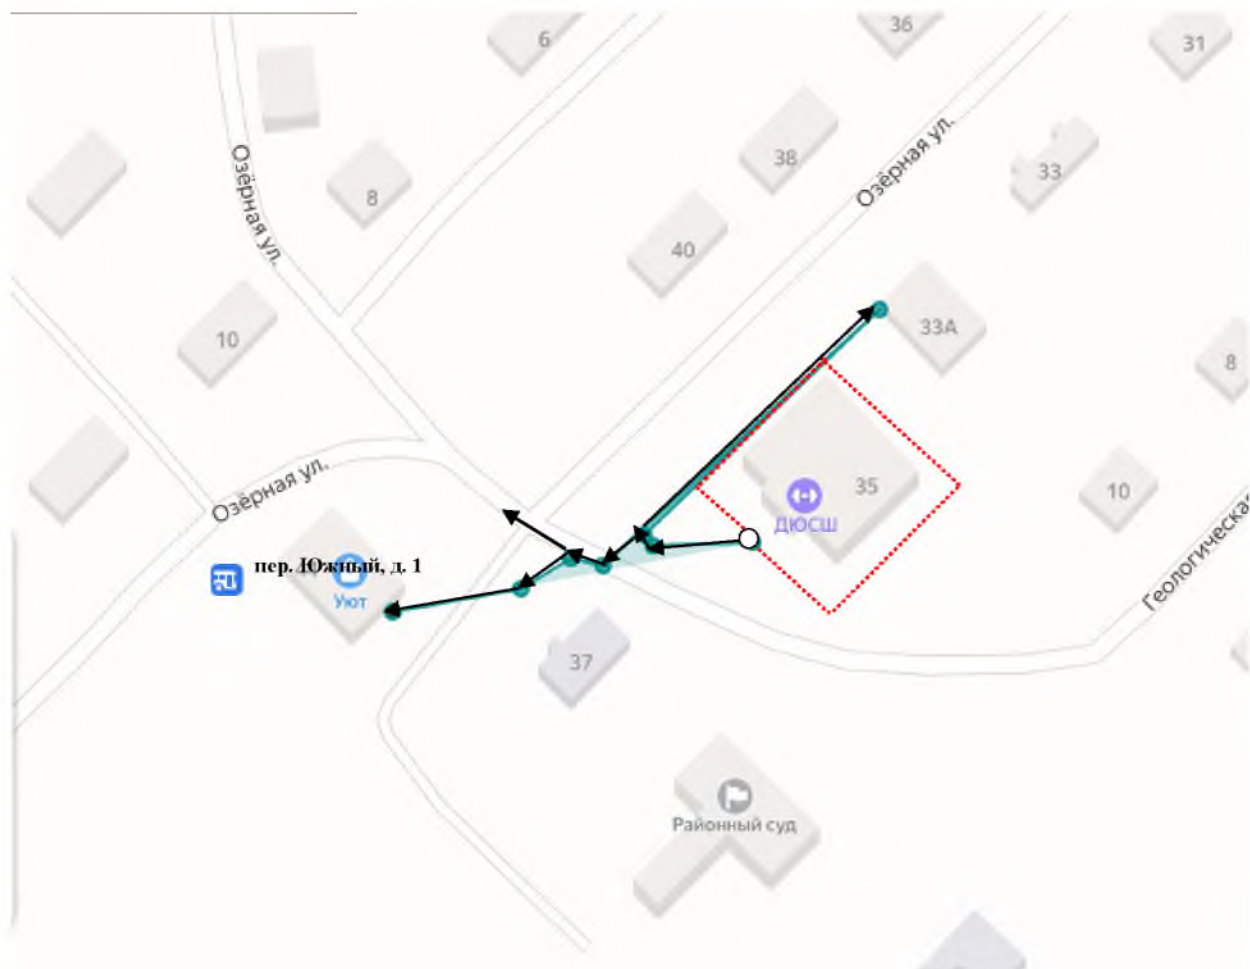 6
36
31
Озёрная ул.
Озёрная ул.
8
38
33
40
10
33А
8
Озёрная ул.
35
ДЮСШ
10
пер. Южный, д. 1
Уют
Геологическая
37
Районный суд